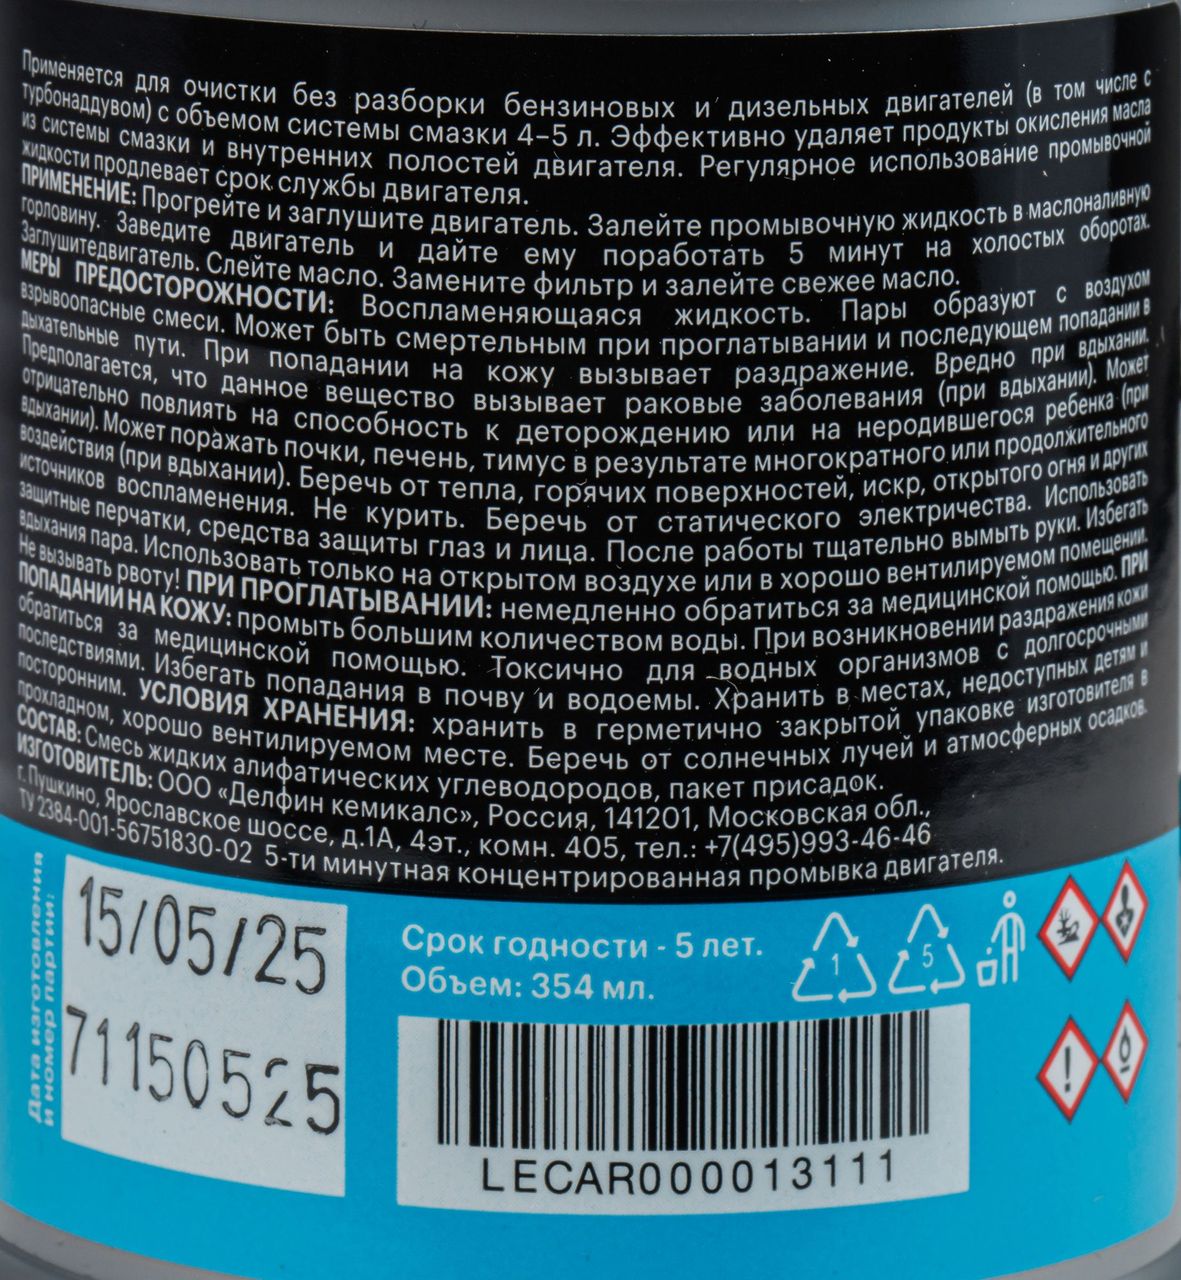 Применяется для очистки без разборки бензиновых и дизельных двигателей (в том числе с
турбонаддувом) с объемом системы смазки 4-5 л. Эффективно удаляет продукты окисления масла
из системы смазки и внутренних полостей двигателя. Регулярное использование промывочной
жидкости продлевает срок службы двигателя.
ПРИМЕНЕНИЕ: Прогрейте и заглушите двигатель. Залейте промывочную жидкость в маслоналивную
горловину. Заведите двигатель и дайте ему поработать 5 минут на холостых оборотах.
Заглушитедвигатель. Слейте масло. Замените фильтр и залейте свежее масло.
МЕРЫ ПРЕДОСТОРОЖНОСТИ: Воспламеняющаяся жидкость. Пары образуют с воздухом
взрывоопасные смеси. Может быть смертельным при проглатывании и последующем попадании в
дыхательные пути. При попадании на кожу вызывает раздражение. Вредно при вдыхании.
Предполагается, что данное вещество вызывает раковые заболевания (при вдыхании). Может
отрицательно повлиять на способность к деторождению или на неродившегося ребенка (при
вдыхании). Может поражать почки, печень, тимус в результате многократного или продолжительного
воздействия (при вдыхании). Беречь от тепла, горячих поверхностей, искр, открытого огня и других
источников воспламенения. Не курить. Беречь от статического электричества. Использовать
защитные перчатки, средства защиты глаз и лица. После работы тщательно вымыть руки. Избегать
вдыхания пара. Использовать только на открытом воздухе или в хорошо вентилируемом помещении.
Не вызывать рвоту! ПРИ ПРОГЛАТЫВАНИИ: немедленно обратиться за медицинской помощью. ПРИ
ПОПАДАНИИ НА КОЖУ: промыть большим количеством воды. При возникновении раздражения кожи
обратиться за медицинской помощью. Токсично для водных организмов с долгосрочными
последствиями. Избегать попадания в почву и водоемы. Хранить в местах, недоступных детям и
посторонним. УСЛОВИЯ ХРАНЕНИЯ: хранить в герметично закрытой упаковке изготовителя в
прохладном, хорошо вентилируемом месте. Беречь от солнечных лучей и атмосферных осадков.
СОСТАВ: Смесь жидких алифатических углеводородов, пакет присадок.
ИЗГОТОВИТЕЛЬ: ООО «Делфин кемикалс», Россия, 141201, Московская обл.,
г. Пушкино, Ярославское шоссе, д.1А, 4эт., комн. 405, тел.: +7(495)993-46-46
ТУ 2384-001-56751830-02 5-ти минутная концентрированная промывка двигателя.
Дата изготовления
и номер партии:
15/05/25
71150525
Срок годности - 5 лет.
Объем: 354 мл.
1
5
LECAR000013111